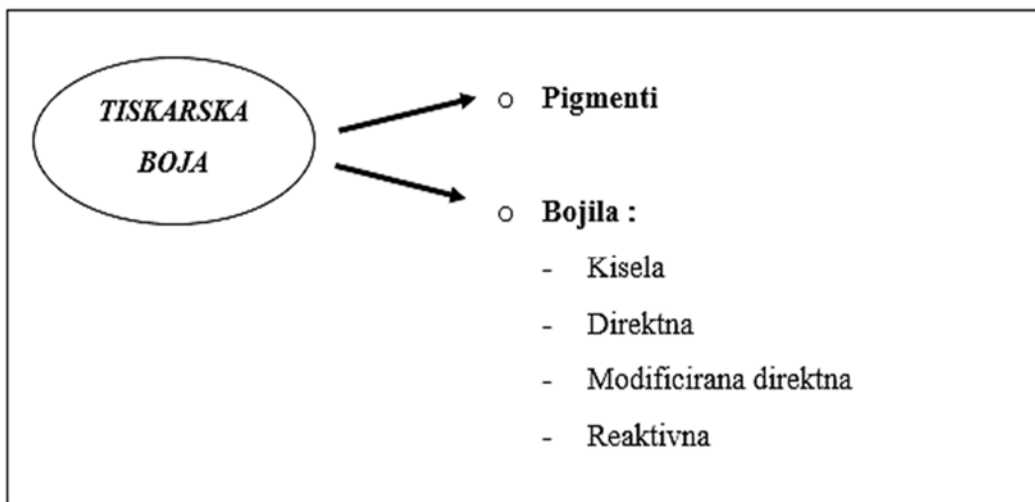 TISKARSKA
BOJA
o Pigmenti
o Bojila :
- Kisela
- Direktna
- Modificirana direktna
- Reaktivna